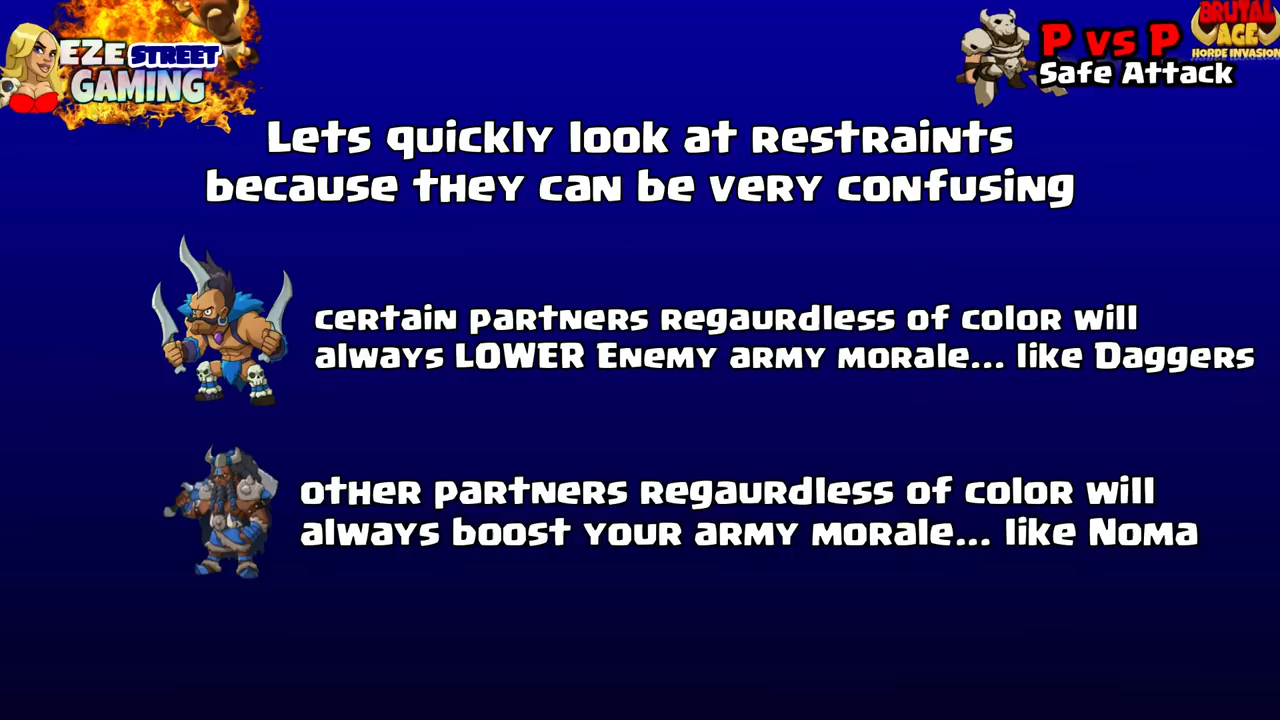 EZE STREET
GAMING
P vs P
Safe Attack
BRUTAL
AGE
HORDE INVASION
Lets quickly look at restraints
because they can be very confusing
certain partners regaurdless of color will
always LOWER Enemy army morale... like Daggers
other partners regaurdless of color will
always boost your army morale... like Noma